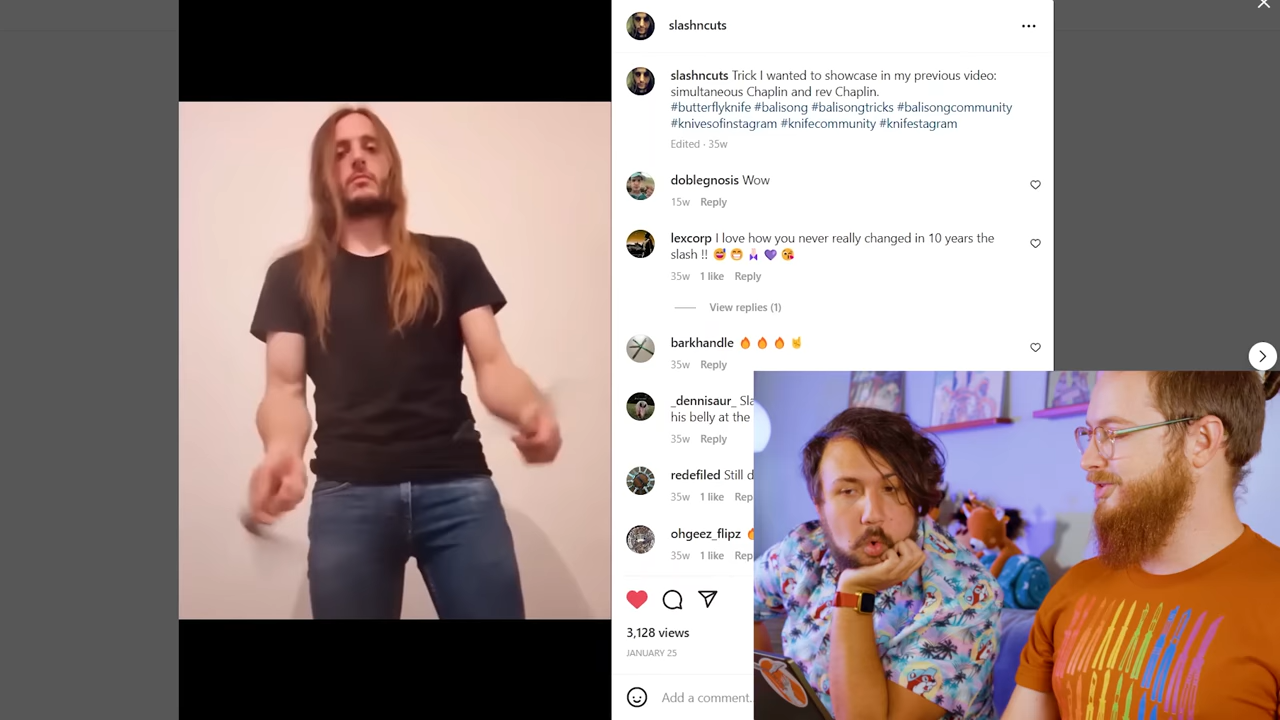 slashncuts
slashncuts Trick I wanted to showcase in my previous video:
simultaneous Chaplin and rev Chaplin.
#butterflyknife #balisong #balisongtricks #balisongcommunity
#knivesofinstagram #knifecommunity #knifestagram
Edited · 35w
doblegnosis Wow
15w Reply
lexcorp I love how you never really changed in 10 years the
slash !! 😅 😁 💜 😘
35w 1 like Reply
View replies (1)
barkhandle 🔥 🔥 🔥 🤘
35w Reply
_dennisaur_
his belly at the
35w Reply
redefiled Still
35w 1 like
ohgeez_flipz
35w 1 like
3,128 views
JANUARY 25
Add a comment.